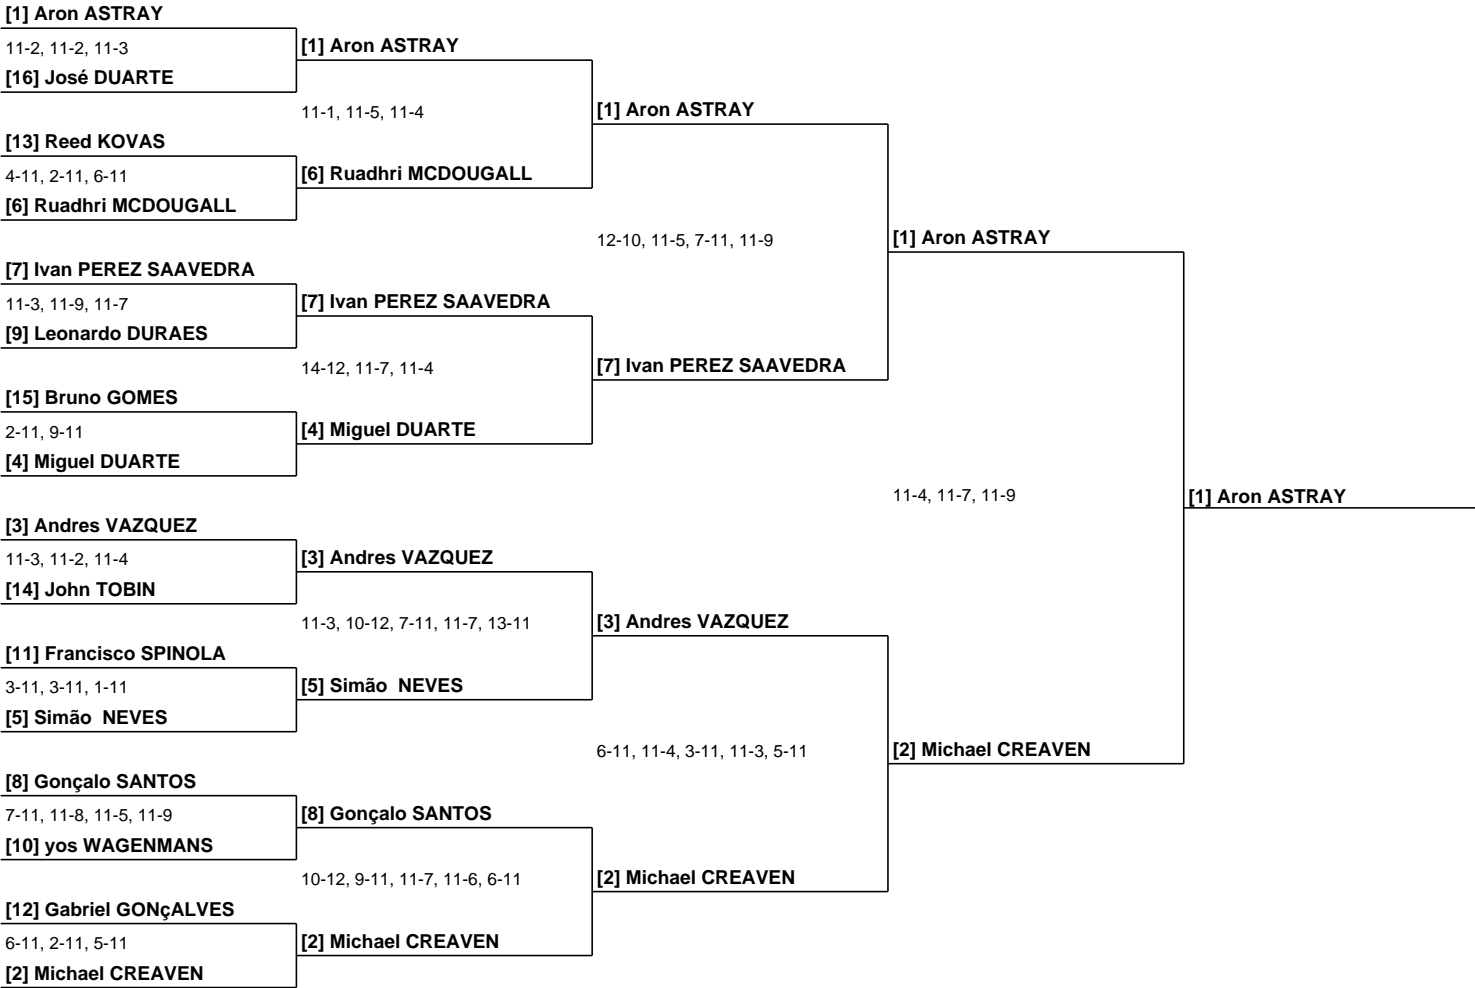 [1] Aron ASTRAY
11-2, 11-2, 11-3
[1] Aron ASTRAY
[16] José DUARTE
11-1, 11-5, 11-4
[1] Aron ASTRAY
[13] Reed KOVAS
4-11, 2-11, 6-11
[6] Ruadhri MCDOUGALL
[6] Ruadhri MCDOUGALL
12-10, 11-5, 7-11, 11-9
[1] Aron ASTRAY
[7] Ivan PEREZ SAAVEDRA
11-3, 11-9, 11-7
[7] Ivan PEREZ SAAVEDRA
[9] Leonardo DURAES
14-12, 11-7, 11-4
[7] Ivan PEREZ SAAVEDRA
[15] Bruno GOMES
2-11, 9-11
[4] Miguel DUARTE
[4] Miguel DUARTE
11-4, 11-7, 11-9
[1] Aron ASTRAY
[3] Andres VAZQUEZ
11-3, 11-2, 11-4
[3] Andres VAZQUEZ
[14] John TOBIN
11-3, 10-12, 7-11, 11-7, 13-11
[3] Andres VAZQUEZ
[11] Francisco SPINOLA
3-11, 3-11, 1-11
[5] Simão  NEVES
[5] Simão  NEVES
6-11, 11-4, 3-11, 11-3, 5-11
[2] Michael CREAVEN
[8] Gonçalo SANTOS
7-11, 11-8, 11-5, 11-9
[8] Gonçalo SANTOS
[10] yos WAGENMANS
10-12, 9-11, 11-7, 11-6, 6-11
[2] Michael CREAVEN
[12] Gabriel GONçALVES
6-11, 2-11, 5-11
[2] Michael CREAVEN
[2] Michael CREAVEN